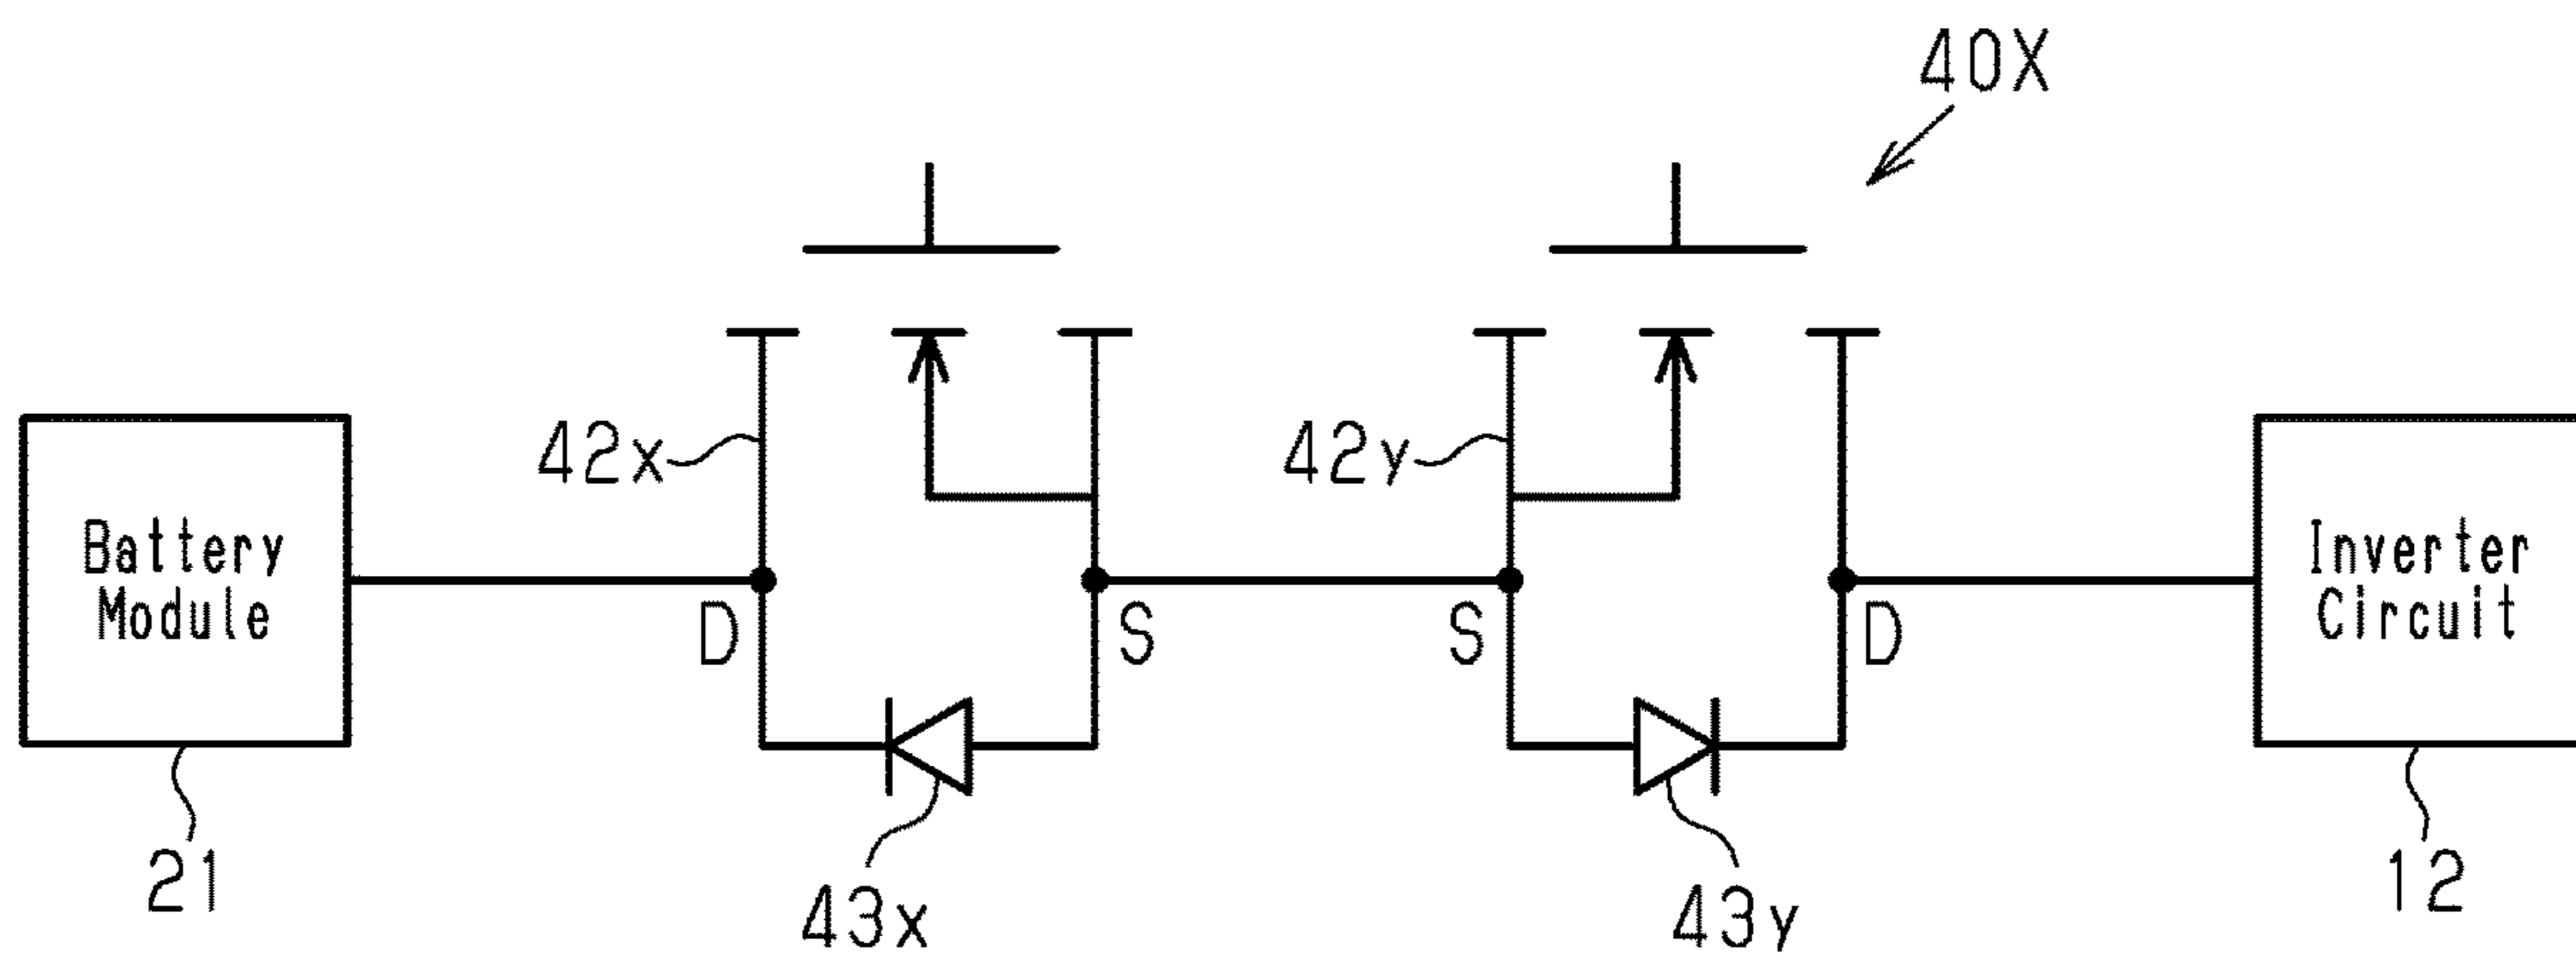 40X
42x
42y
Battery
Module
Inverter
Circuit
D
S
S
D
21
43x
43y
12